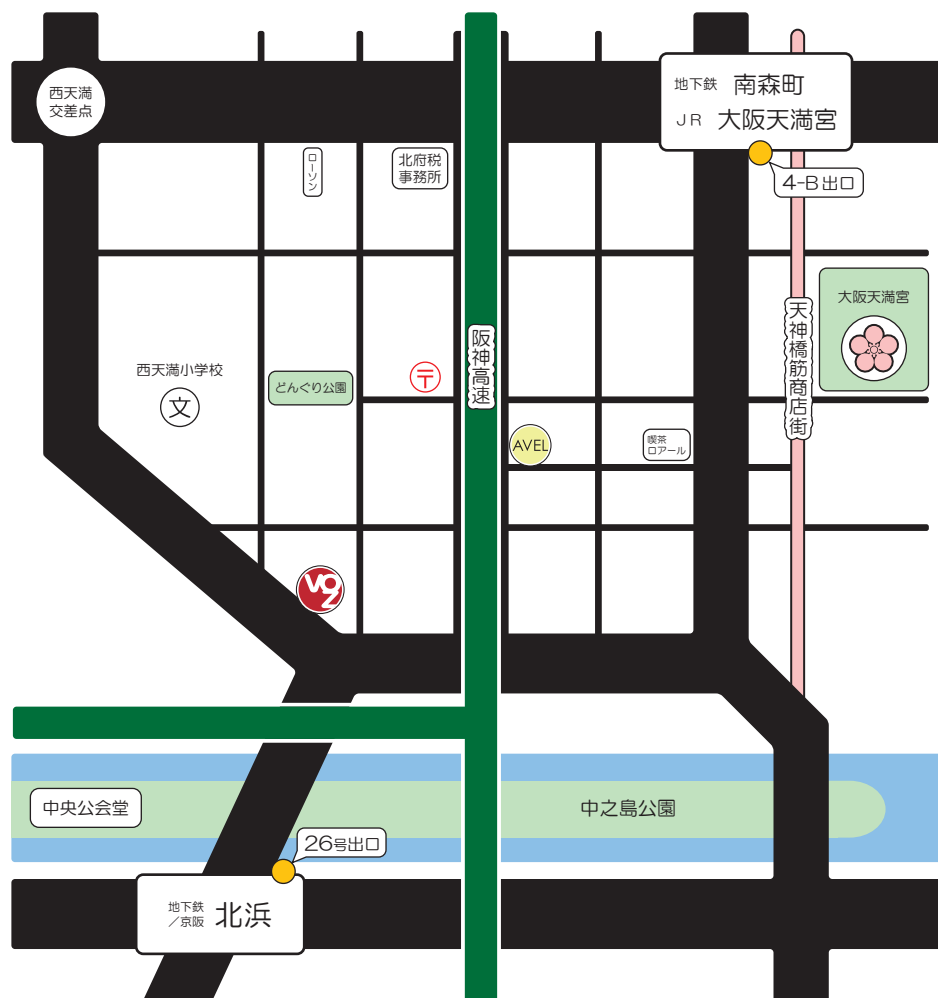 西天満
交差点
地下鉄 南森町
JR 大阪天満宮
4-B出口
ローソン
北府税
事務所
大阪天満宮
阪神高速
天神橋筋商店街
西天満小学校
文
どんぐり公園
〒
AVEL
喫茶
ロアール
VOZ
中央公会堂
中之島公園
26号出口
地下鉄
/京阪 北浜